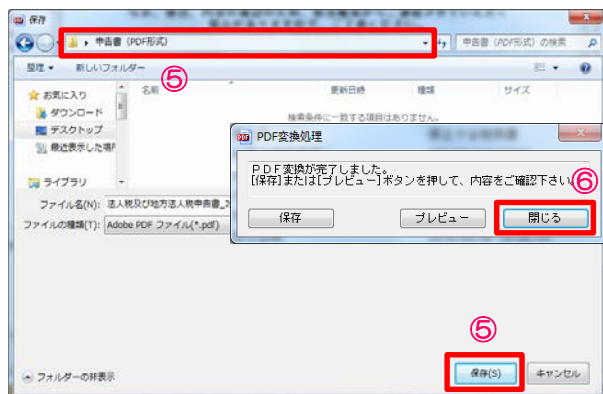 保存
申告書 (PDF形式)
申告書 (PDF形式) の検索
整理
新しいフォルダー
⑤
お気に入り
ダウンロード
デスクトップ
最近表示した場
ライブラリ
名前
更新日時
種類
サイズ
検索条件に一致する項目はありません。
PDF変換処理
PDF変換が完了しました。
[保存]または[プレビュー]ボタンを押して、内容をご確認下さい
⑥
保存
プレビュー
閉じる
ファイル名(N): 法人税及び地方法人税申告書_2
ファイルの種類(T): Adobe PDF ファイル(*.pdf)
⑤
フォルダーの非表示
保存(S)
キャンセル